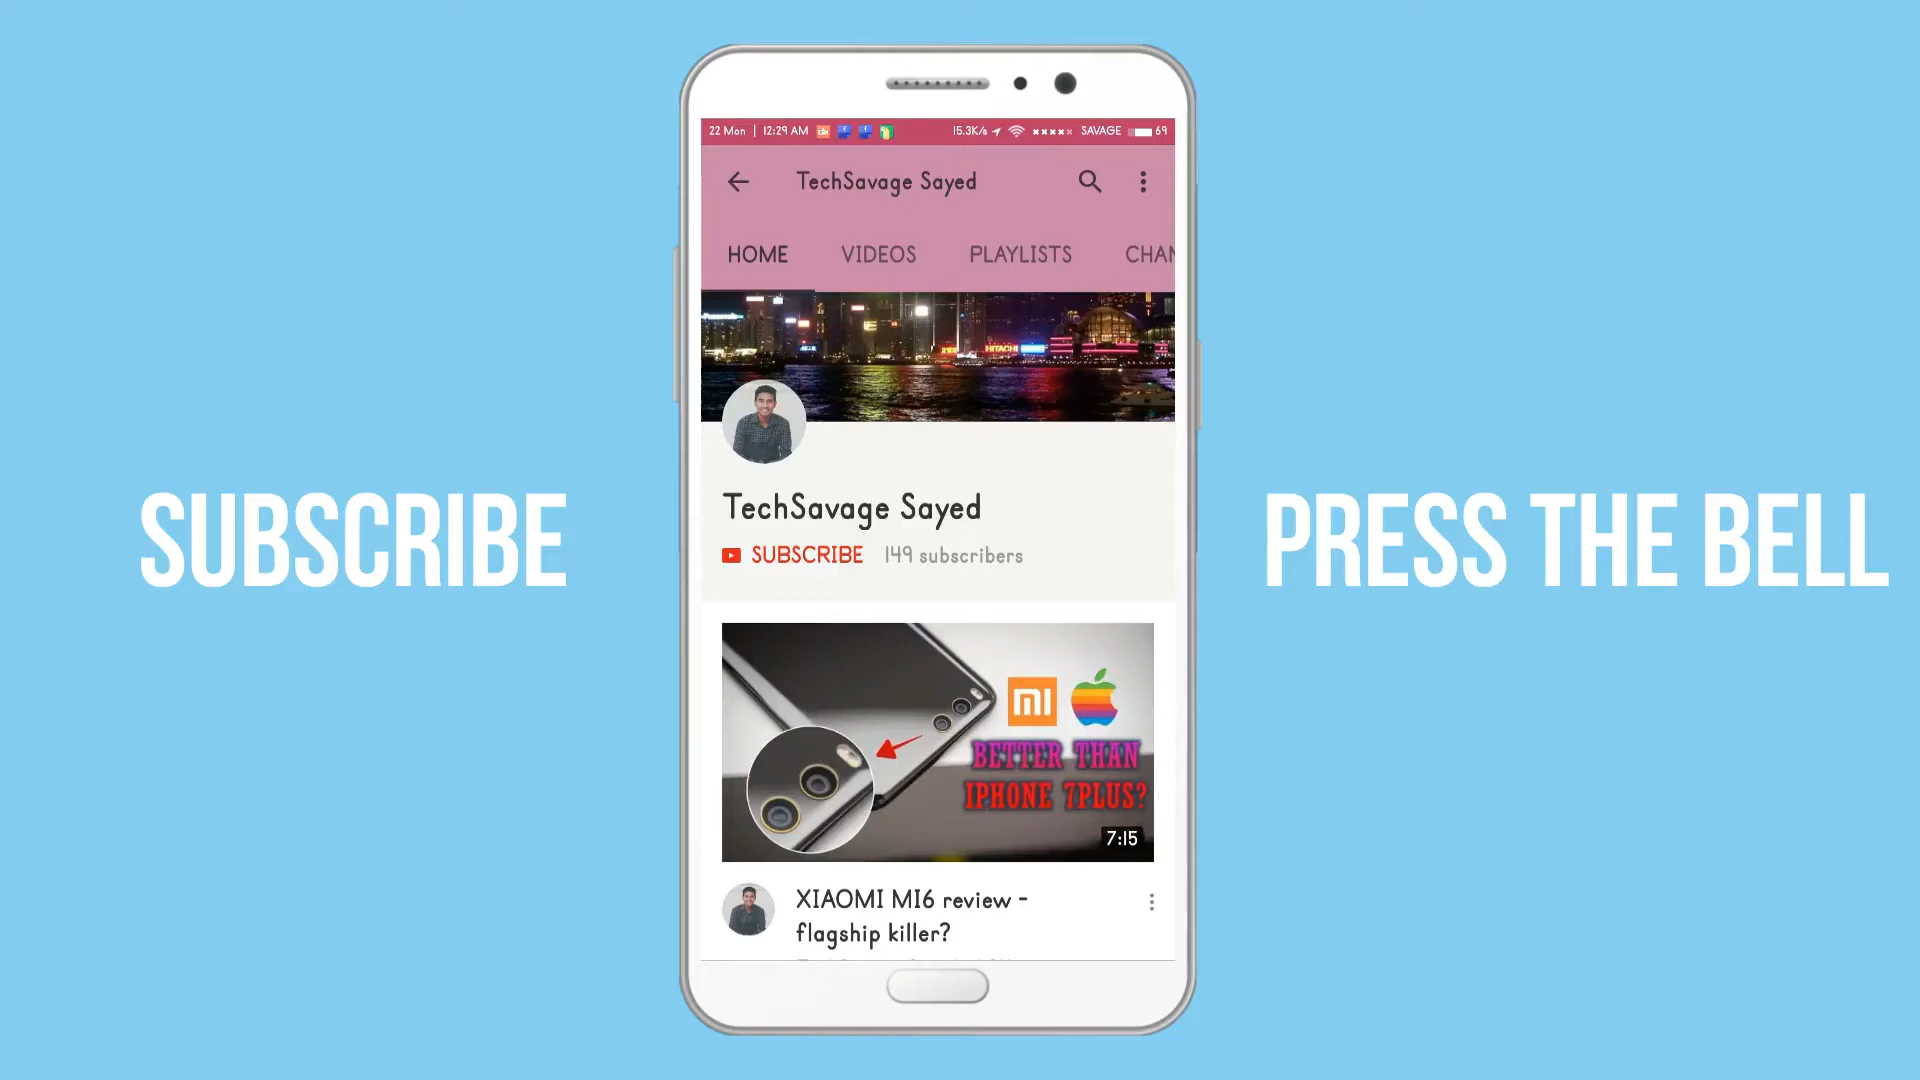 22 Mon | 12:29 AM
15.3K/s SAVAGE 69
TechSavage Sayed
HOME VIDEOS PLAYLISTS CHAN
HITACHI
TechSavage Sayed
SUBSCRIBE 149 subscribers
SUBSCRIBE
PRESS THE BELL
mi
BETTER THAN
IPHONE 7PLUS?
7:15
XIAOMI MI6 review -
flagship killer?